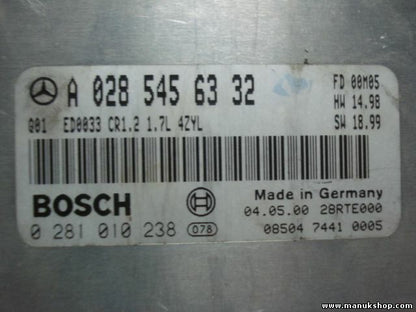 A 028 545 63 32
FD 00M05
HW 14.98
G01 ED0033 CR1.2 1.7L 4ZYL
SW 18.99
BOSCH
Made in Germany
04.05.00 28RTE000
0 281 010 238 078
08504 7441 0005
www.manukshop.com